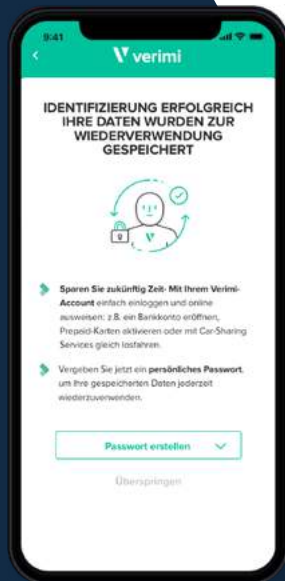 9:41
verimi
IDENTIFIZIERUNG ERFOLGREICH
IHRE DATEN WURDEN ZUR
WIEDERVERWENDUNG
GESPEICHERT
Sparen Sie zukünftig Zeit- Mit Ihrem Verimi-
Account einfach einloggen und online
ausweisen: z.B. ein Bankkonto eröffnen,
Prepaid-Karten aktivieren oder mit Car-Sharing
Services gleich losfahren.
Vergeben Sie jetzt ein persönliches Passwort,
um Ihre gespeicherten Daten jederzeit
wiederzuverwenden.
Passwort erstellen
Überspringen